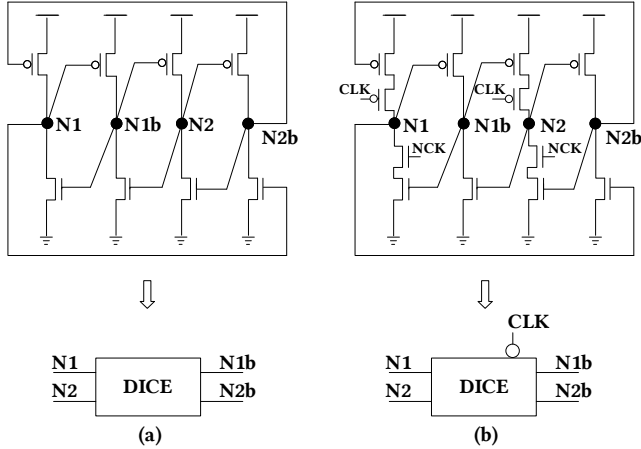 CLK CLK
N1 N1b N2 N2b N1 N1b N2 N2b
NCK NCK
CLK
N1 N1b N1 N1b
DICE DICE
N2 N2b N2 N2b
(a) (b)